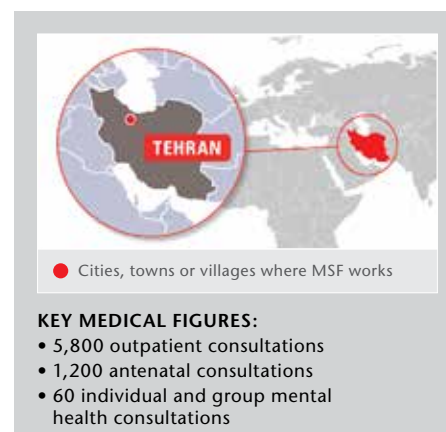 TEHRAN
Cities, towns or villages where MSF works
KEY MEDICAL FIGURES:
• 5,800 outpatient consultations
• 1,200 antenatal consultations
• 60 individual and group mental
health consultations